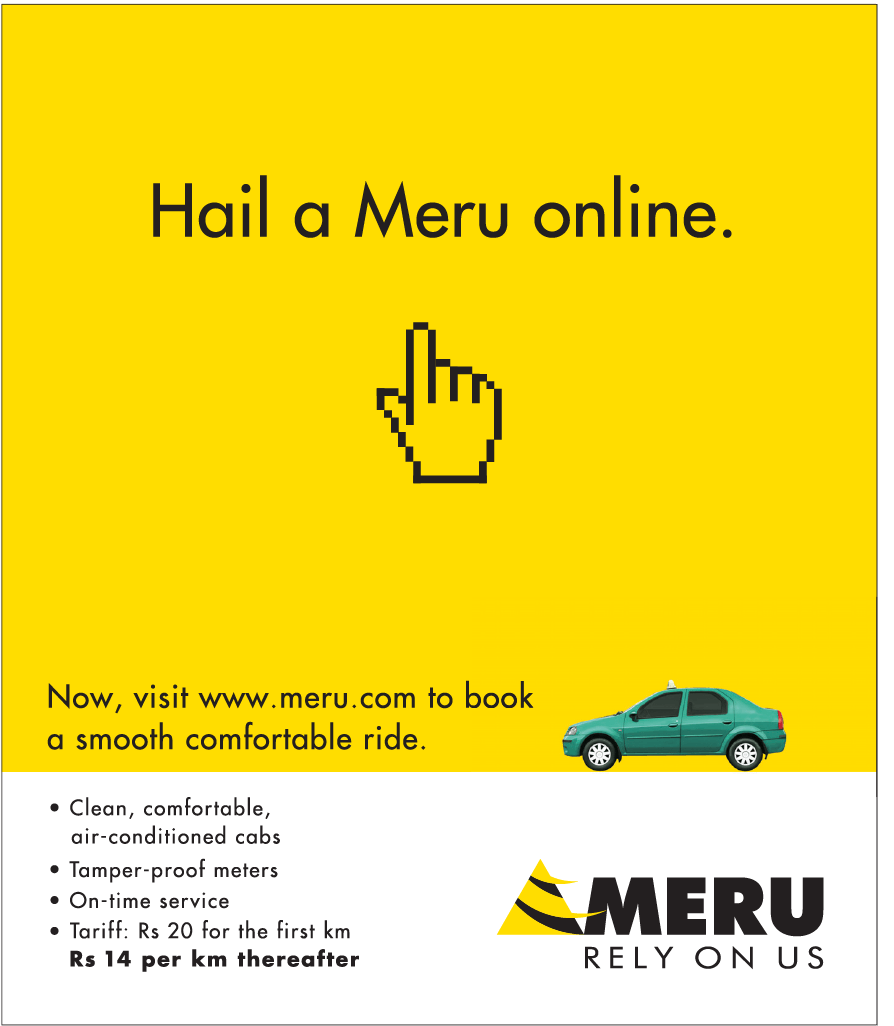 Hail a Meru online.
Now, visit www.meru.com to book
a smooth comfortable ride.
• Clean, comfortable,
air-conditioned cabs
• Tamper-proof meters
• On-time service
• Tariff: Rs 20 for the first km
Rs 14 per km thereafter
MERU
RELY ON US